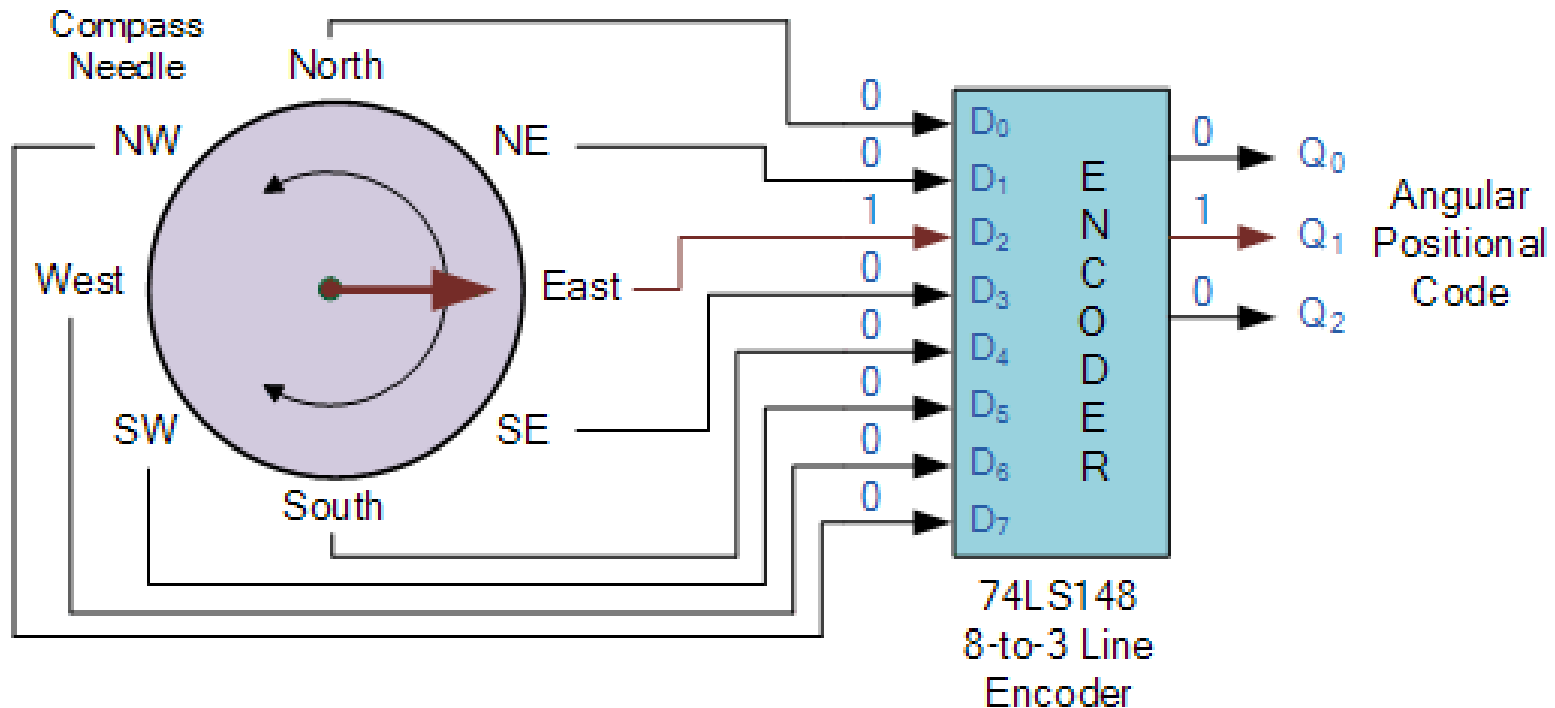 Compass
Needle
North
NW
NE
West
East
SW
SE
South
0
0
1
0
0
0
0
0
D0
D1
D2
D3
D4
D5
D6
D7
ENCODER
0
1
0
Q0
Q1
Q2
Angular
Positional
Code
74LS148
8-to-3 Line
Encoder